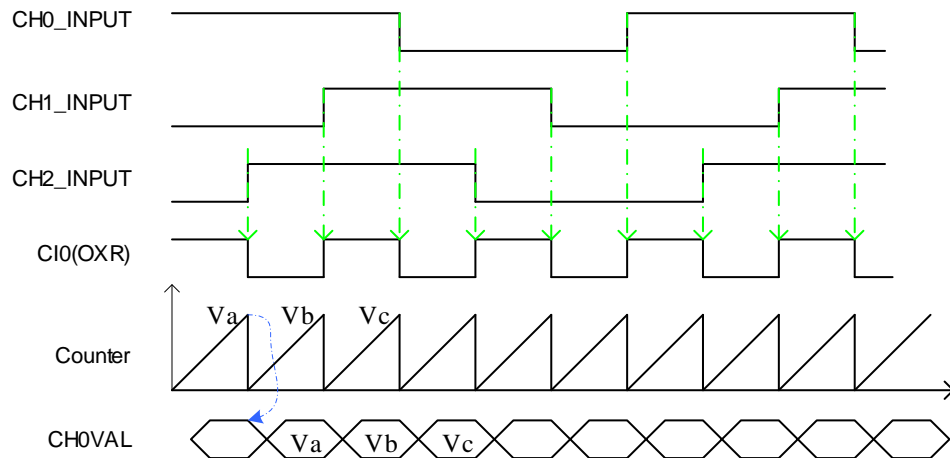 CH0_INPUT
CH1_INPUT
CH2_INPUT
CI0(OXR)
Va Vb Vc
Counter
CH0VAL Va Vb Vc